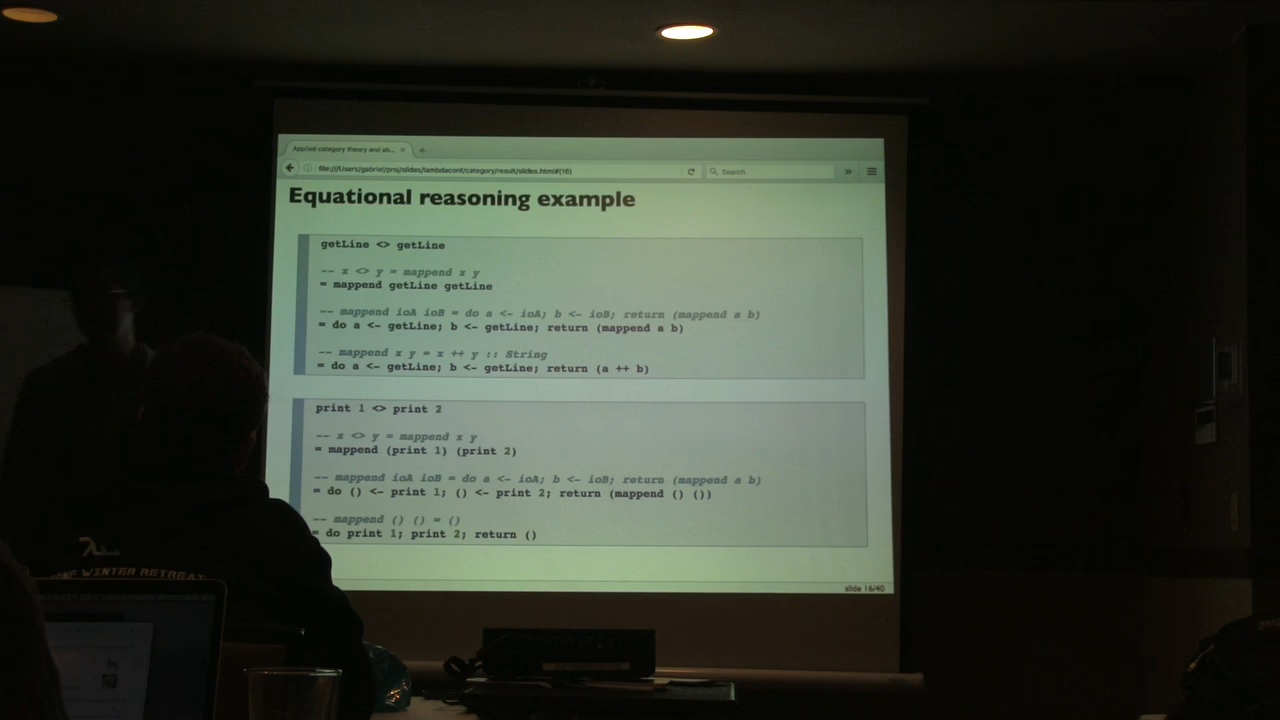 Applied category theory and ab...
file:///Users/gabriel/proj/slides/lambdaconf/category/result/slides.html#(16)
Search
Equational reasoning example
getLine <> getLine
-- x <> y = mappend x y
= mappend getLine getLine
-- mappend ioA ioB = do a <- ioA; b <- ioB; return (mappend a b)
= do a <- getLine; b <- getLine; return (mappend a b)
-- mappend x y = x ++ y :: String
= do a <- getLine; b <- getLine; return (a ++ b)
print 1 <> print 2
-- x <> y = mappend x y
= mappend (print 1) (print 2)
-- mappend ioA ioB = do a <- ioA; b <- ioB; return (mappend a b)
= do () <- print 1; () <- print 2; return (mappend () ())
-- mappend () () = ()
= do print 1; print 2; return ()
slide 16/40
WINTER RETREAT